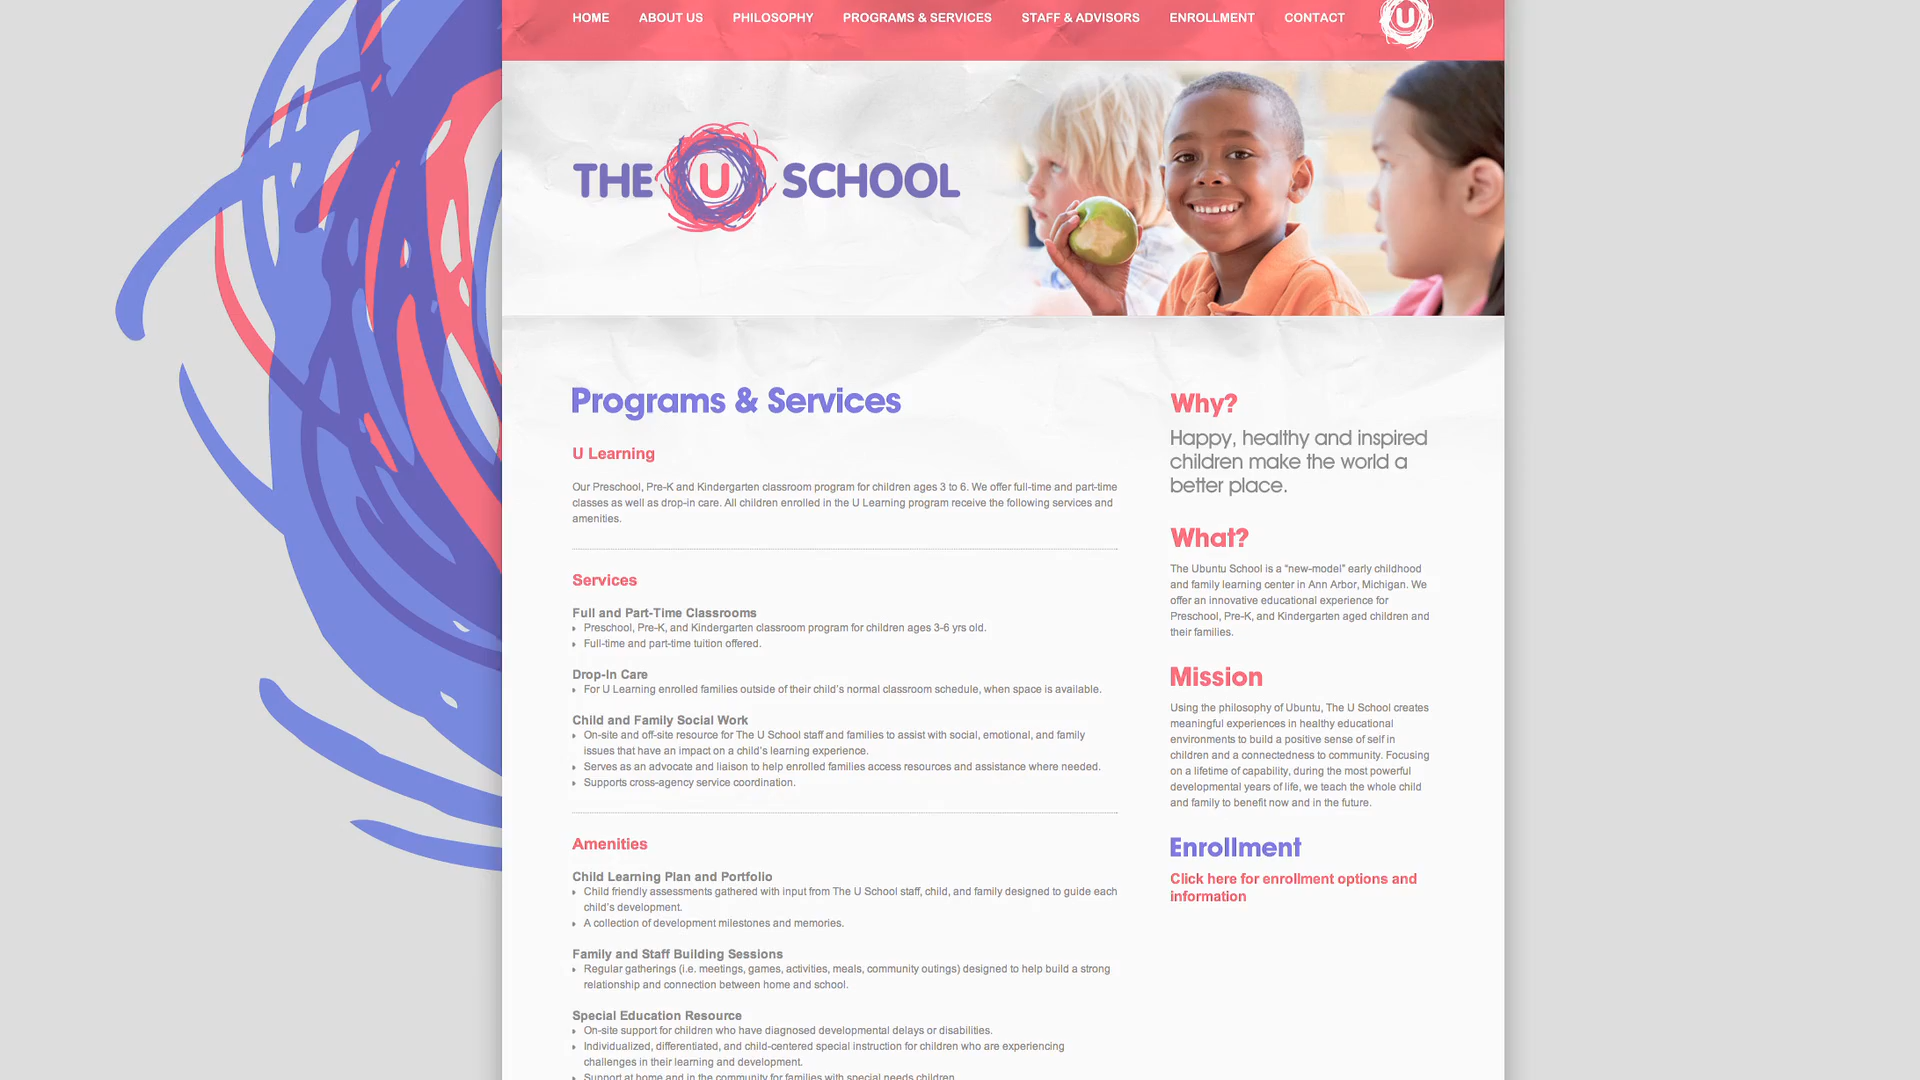 HOME ABOUT US PHILOSOPHY PROGRAMS & SERVICES STAFF & ADVISORS ENROLLMENT CONTACT U
THE U SCHOOL
Programs & Services
U Learning
Our Preschool, Pre-K and Kindergarten classroom program for children ages 3 to 6. We offer full-time and part-time
classes as well as drop-in care. All children enrolled in the U Learning program receive the following services and
amenities.
Services
Full and Part-Time Classrooms
Preschool, Pre-K, and Kindergarten classroom program for children ages 3-6 yrs old.
Full-time and part-time tuition offered.
Drop-In Care
For U Learning enrolled families outside of their child's normal classroom schedule, when space is available.
Child and Family Social Work
On-site and off-site resource for The U School staff and families to assist with social, emotional, and family
issues that have an impact on a child's learning experience.
Serves as an advocate and liaison to help enrolled families access resources and assistance where needed.
Supports cross-agency service coordination.
Amenities
Child Learning Plan and Portfolio
Child friendly assessments gathered with input from The U School staff, child, and family designed to guide each
child's development.
A collection of development milestones and memories.
Family and Staff Building Sessions
Regular gatherings (i.e. meetings, games, activities, meals, community outings) designed to help build a strong
relationship and connection between home and school.
Special Education Resource
On-site support for children who have diagnosed developmental delays or disabilities.
Individualized, differentiated, and child-centered special instruction for children who are experiencing
challenges in their learning and development.
Support at home and in the community for families with special needs children.
Why?
Happy, healthy and inspired
children make the world a
better place.
What?
The Ubuntu School is a "new-model" early childhood
and family learning center in Ann Arbor, Michigan. We
offer an innovative educational experience for
Preschool, Pre-K, and Kindergarten aged children and
their families.
Mission
Using the philosophy of Ubuntu, The U School creates
meaningful experiences in healthy educational
environments to build a positive sense of self in
children and a connectedness to community. Focusing
on a lifetime of capability, during the most powerful
developmental years of life, we teach the whole child
and family to benefit now and in the future.
Enrollment
Click here for enrollment options and
information